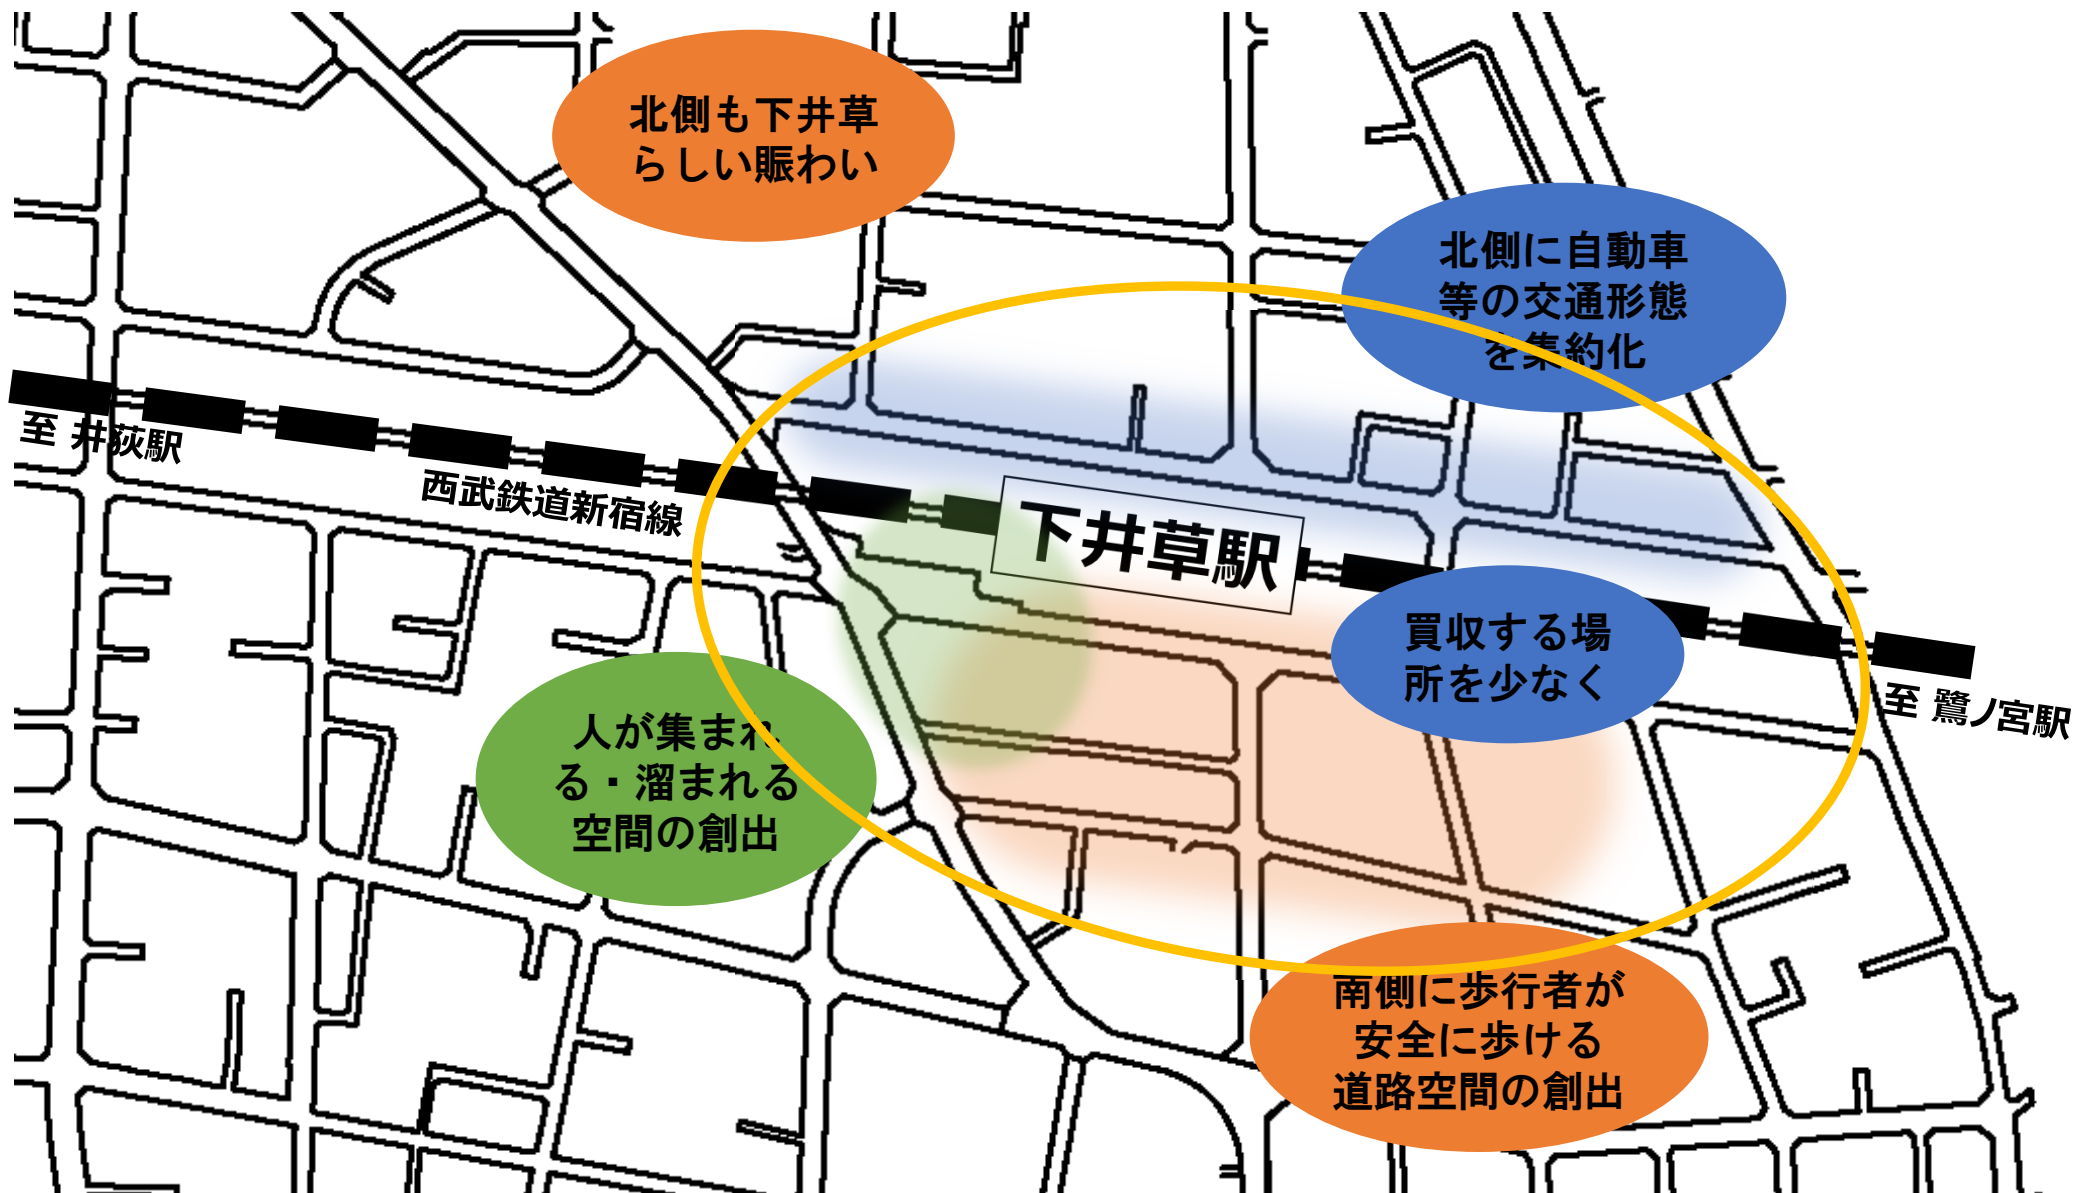 北側も下井草
らしい賑わい
北側に自動車
等の交通形態
を集約化
至 井荻駅
西武鉄道新宿線
下井草駅
買収する場
所を少なく
至 鷺ノ宮駅
人が集まれ
る・溜まれる
空間の創出
南側に歩行者が
安全に歩ける
道路空間の創出